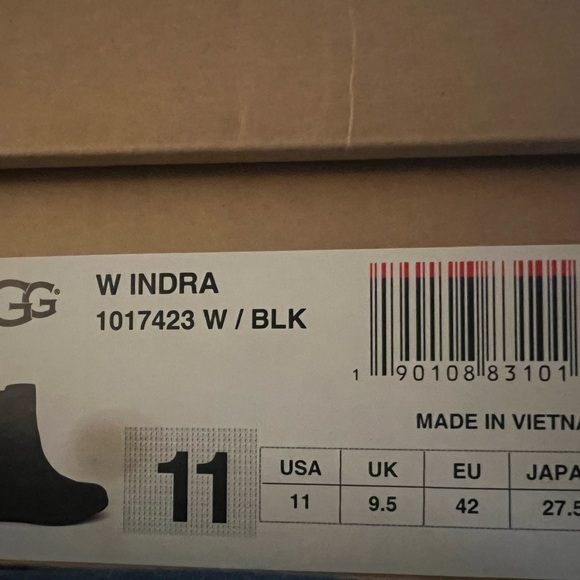 GG®
W INDRA
1017423 W / BLK
1 90108 83101
MADE IN VIETNA
11
USA UK EU JAPA
11 9.5 42 27.5